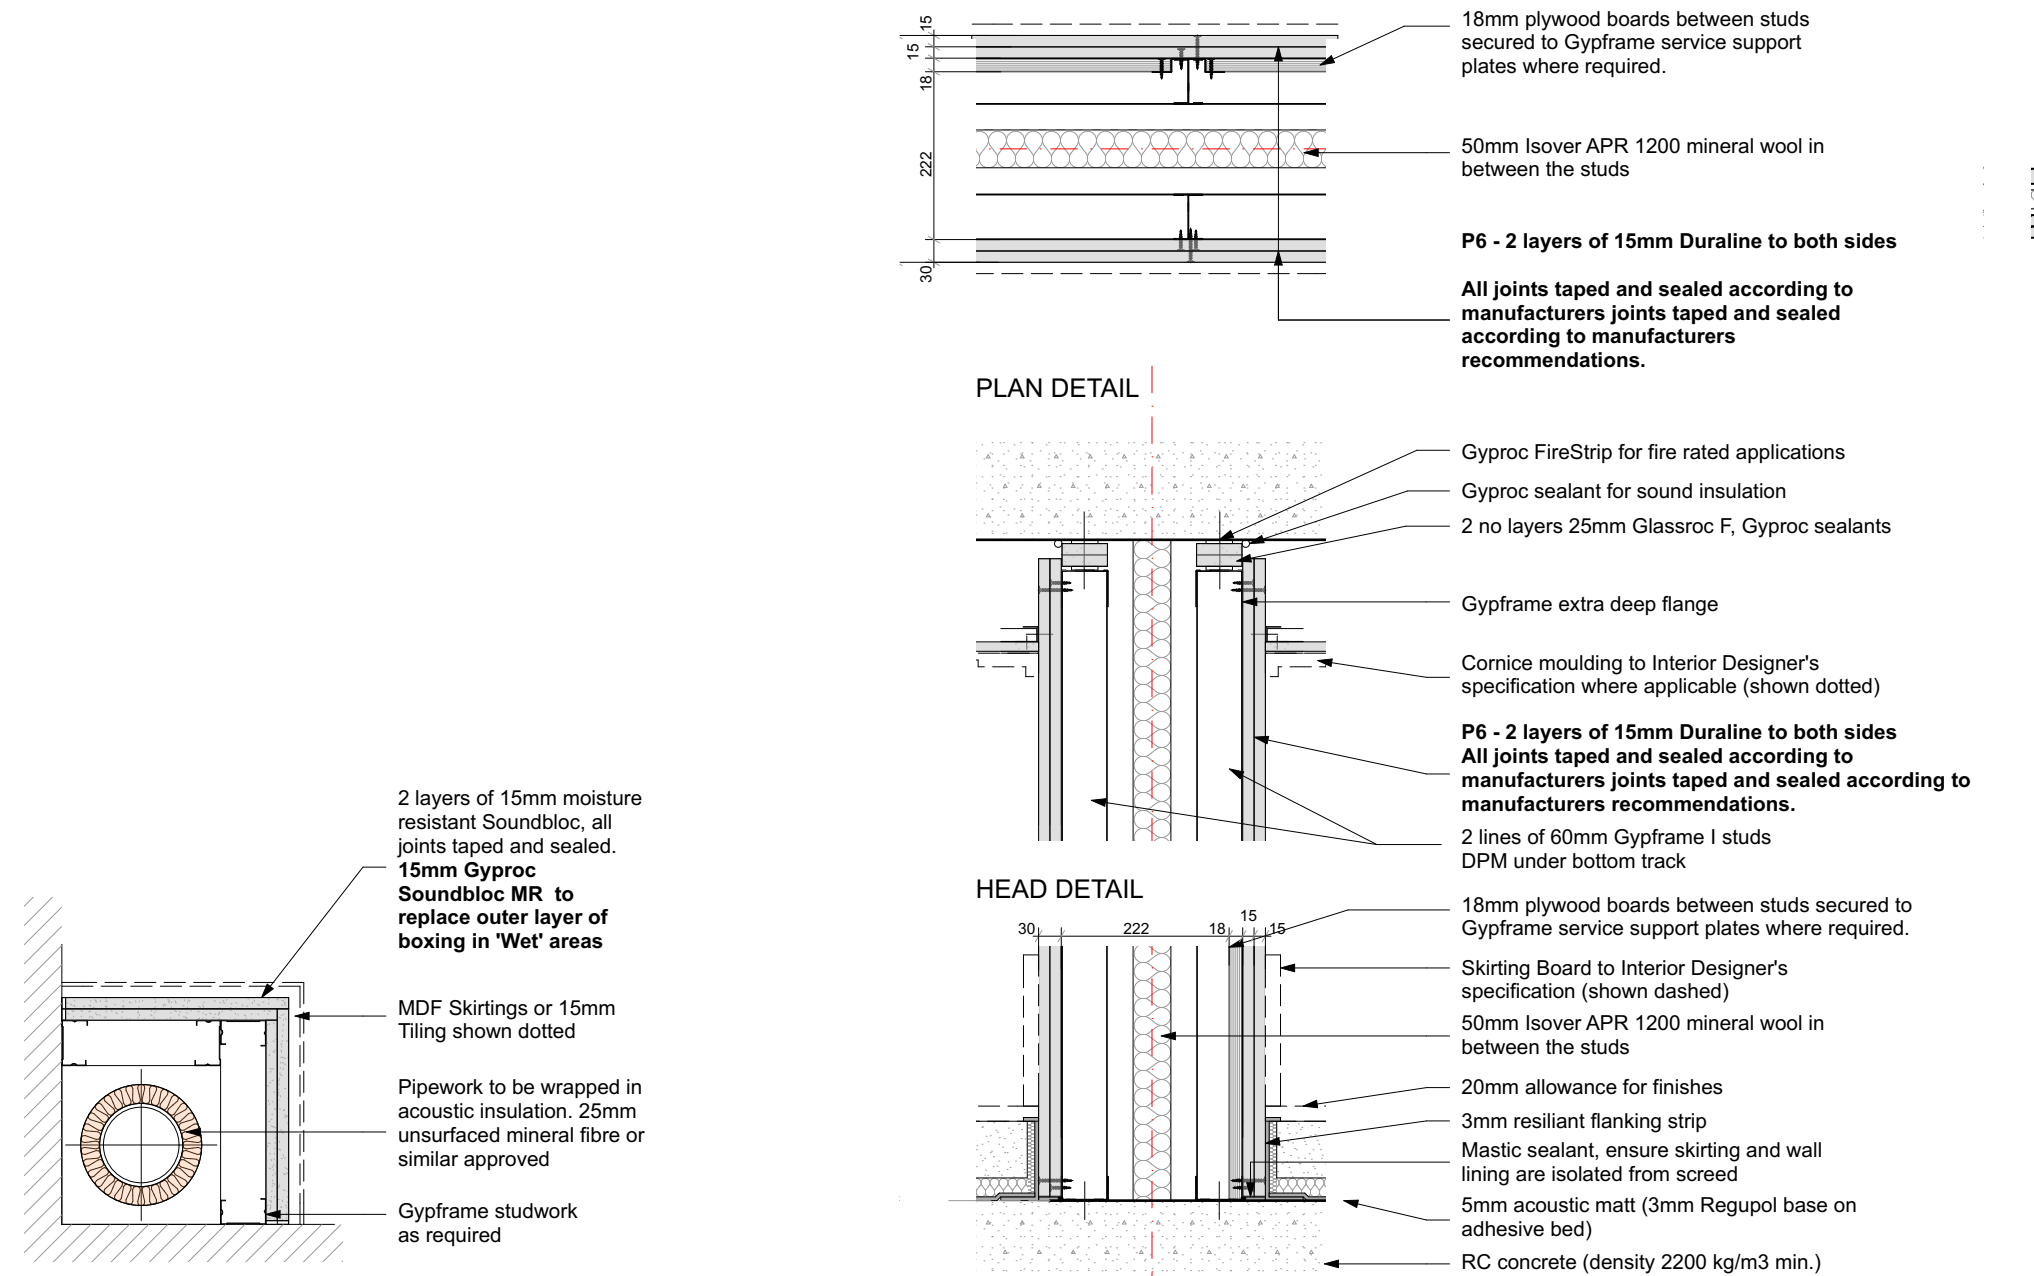 15
15
18
222
30
18mm plywood boards between studs
secured to Gypframe service support
plates where required.
50mm Isover APR 1200 mineral wool in
between the studs
P6 - 2 layers of 15mm Duraline to both sides
All joints taped and sealed according to
manufacturers joints taped and sealed
according to manufacturers
recommendations.
PLAN DETAIL
Gyproc FireStrip for fire rated applications
Gyproc sealant for sound insulation
2 no layers 25mm Glassroc F, Gyproc sealants
Gypframe extra deep flange
Cornice moulding to Interior Designer's
specification where applicable (shown dotted)
P6 - 2 layers of 15mm Duraline to both sides
All joints taped and sealed according to
manufacturers joints taped and sealed according to
manufacturers recommendations.
2 lines of 60mm Gypframe I studs
DPM under bottom track
HEAD DETAIL
30
222
18
15
15
18mm plywood boards between studs secured to
Gypframe service support plates where required.
Skirting Board to Interior Designer's
specification (shown dashed)
50mm Isover APR 1200 mineral wool in
between the studs
20mm allowance for finishes
3mm resiliant flanking strip
Mastic sealant, ensure skirting and wall
lining are isolated from screed
5mm acoustic matt (3mm Regupol base on
adhesive bed)
RC concrete (density 2200 kg/m3 min.)
2 layers of 15mm moisture
resistant Soundbloc, all
joints taped and sealed.
15mm Gyproc
Soundbloc MR to
replace outer layer of
boxing in 'Wet' areas
MDF Skirtings or 15mm
Tiling shown dotted
Pipework to be wrapped in
acoustic insulation. 25mm
unsurfaced mineral fibre or
similar approved
Gypframe studwork
as required